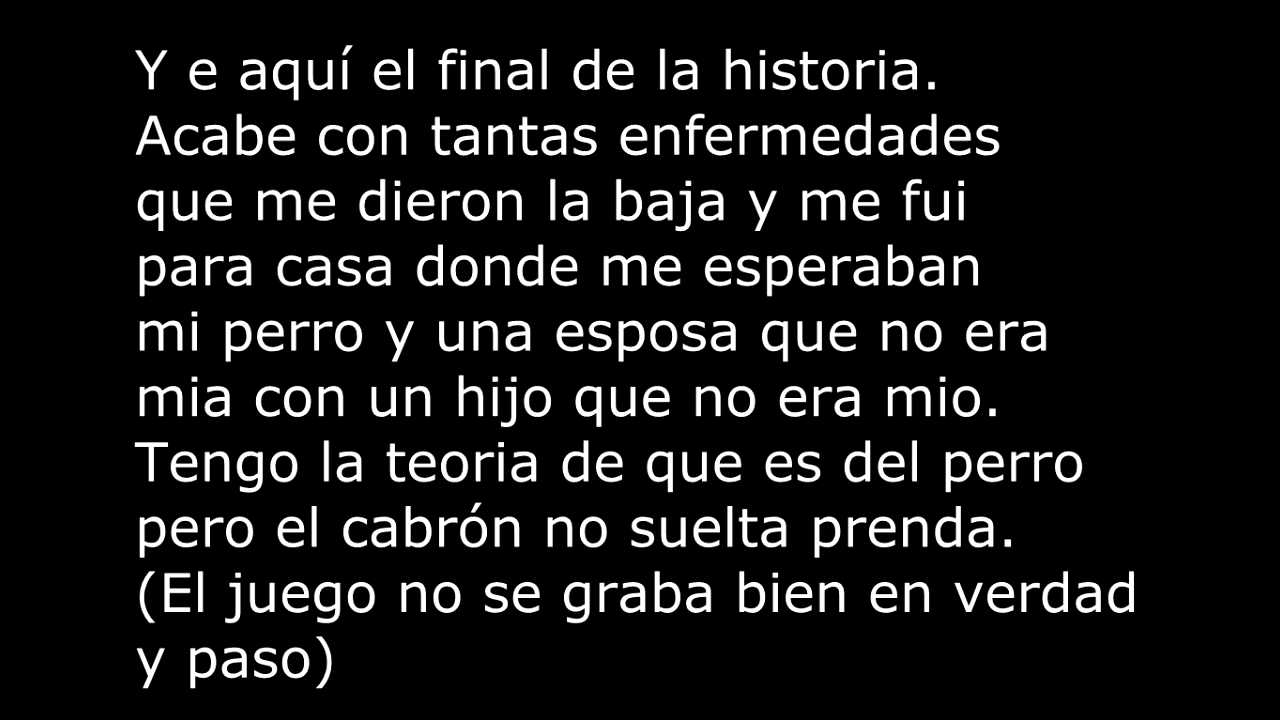 Y e aquí el final de la historia.
Acabe con tantas enfermedades
que me dieron la baja y me fui
para casa donde me esperaban
mi perro y una esposa que no era
mia con un hijo que no era mio.
Tengo la teoria de que es del perro
pero el cabrón no suelta prenda.
(El juego no se graba bien en verdad
y paso)